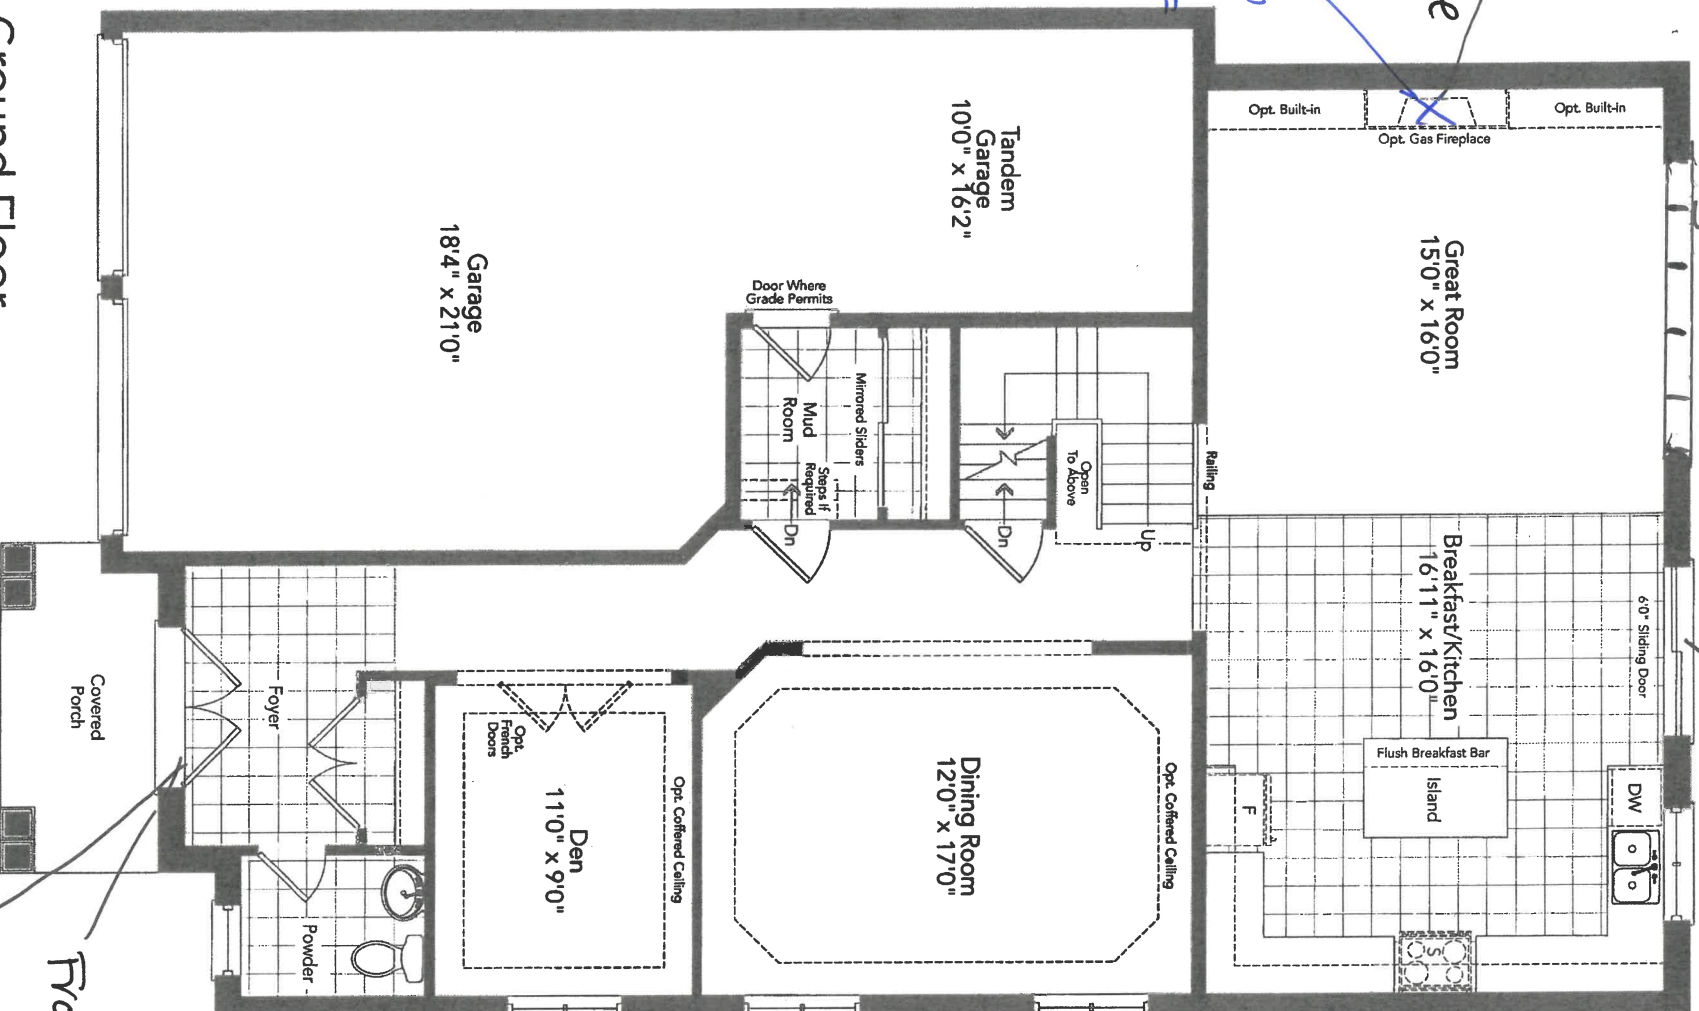 Ground Floor
Tandem
Garage
10'0" x 16'2"
Garage
18'4" x 21'0"
Door Where
Grade Permits
Mirrored Sliders
Mud
Room
Steps If
Required
Dn
Dn
Open
To Above
Up
Railing
Opt. Built-in
Opt. Gas Fireplace
Opt. Built-in
Great Room
15'0" x 16'0"
Breakfast/Kitchen
16'11" x 16'0"
6'0" Sliding Door
Flush Breakfast Bar
Island
DW
F
S
Opt. Coffered Ceiling
Dining Room
12'0" x 17'0"
Opt. Coffered Ceiling
Den
11'0" x 9'0"
Opt.
French
Doors
Foyer
Powder
Covered
Porch